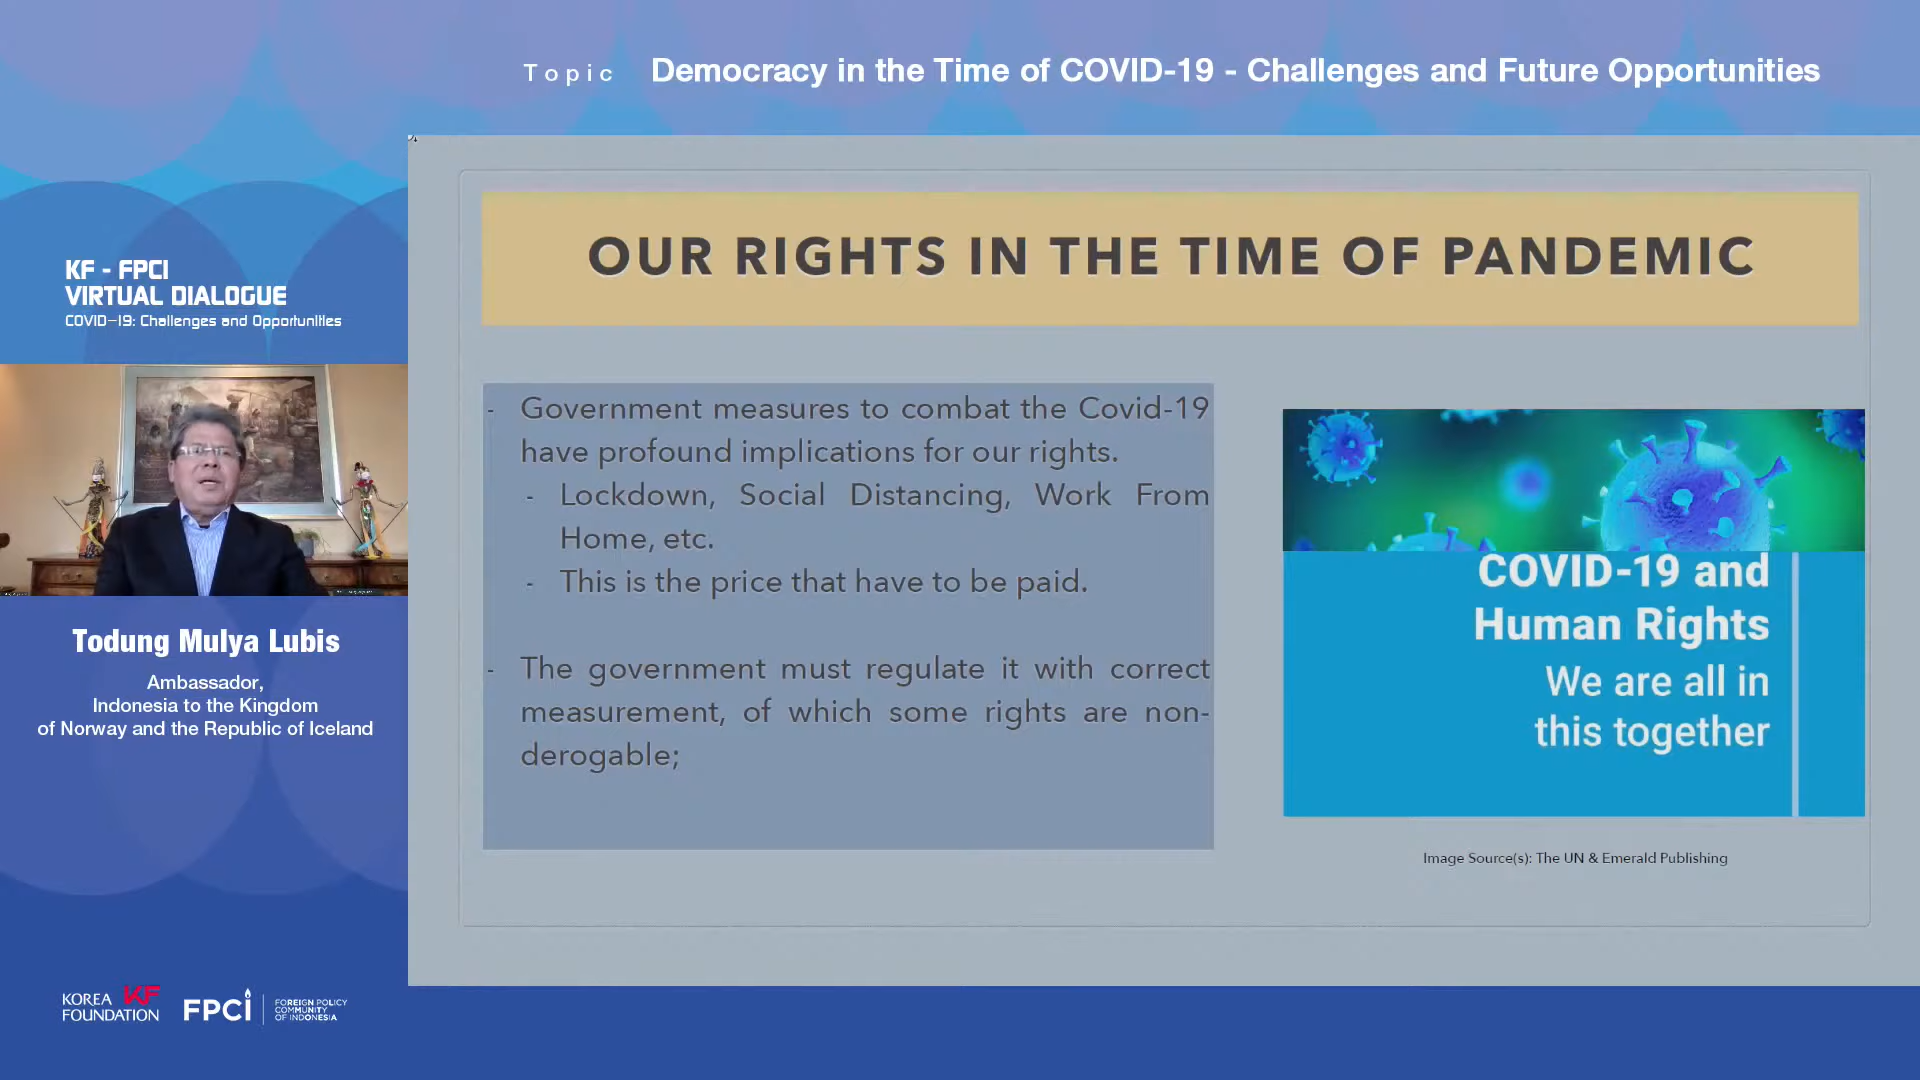 Topic Democracy in the Time of COVID-19 - Challenges and Future Opportunities
KF - FPCI
VIRTUAL DIALOGUE
COVID-19: Challenges and Opportunities
Todung Mulya Lubis
Ambassador,
Indonesia to the Kingdom
of Norway and the Republic of Iceland
KOREA KF
FOUNDATION
FPCi
FOREIGN POLICY
COMMUNITY
OF INDONESIA
OUR RIGHTS IN THE TIME OF PANDEMIC
- Government measures to combat the Covid-19
have profound implications for our rights.
- Lockdown, Social Distancing, Work From
Home, etc.
- This is the price that have to be paid.
- The government must regulate it with correct
measurement, of which some rights are non-
derogable;
COVID-19 and
Human Rights
We are all in
this together
Image Source(s): The UN & Emerald Publishing